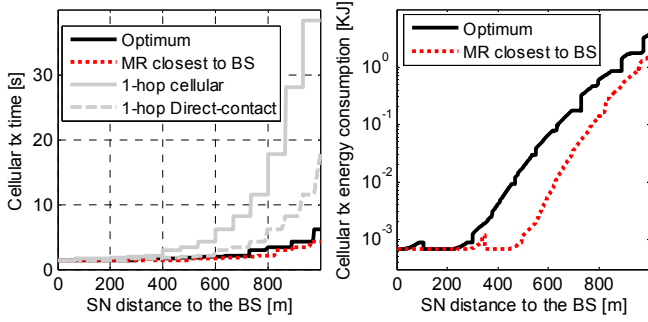 Optimum
MR closest to BS
1-hop cellular
1-hop Direct-contact
Cellular tx time [s]
30
20
10
0
0 200 400 600 800
SN distance to the BS [m]
Optimum
MR closest to BS
Cellular tx energy consumption [KJ]
10^0
10^-1
10^-2
10^-3
0 200 400 600 800
SN distance to the BS [m]